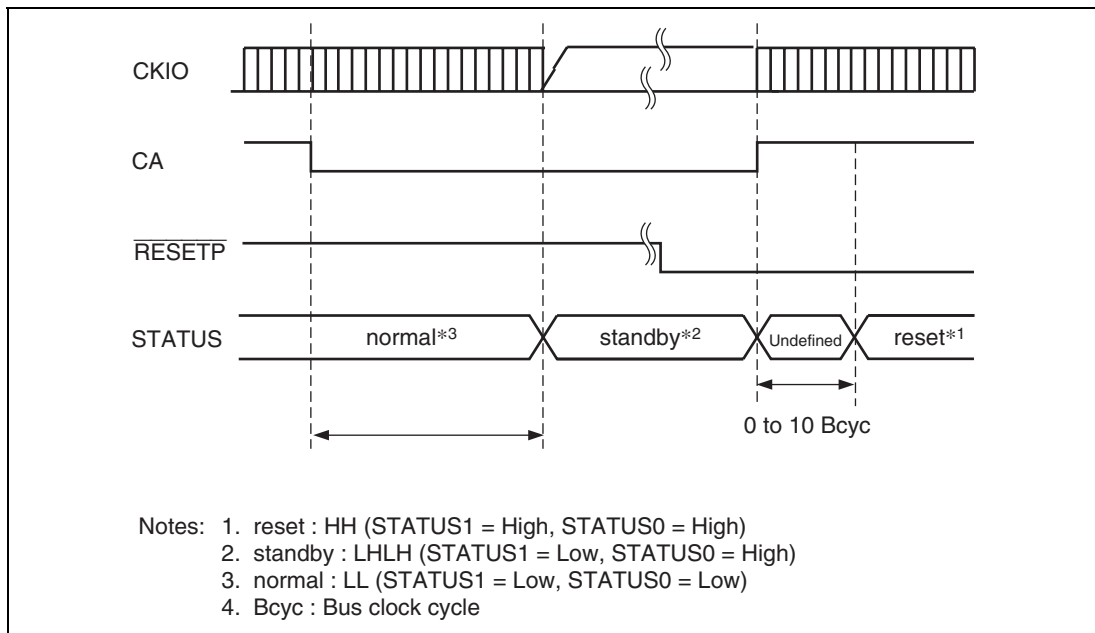 CKIO
CA
RESETP
STATUS
normal*3
standby*2
Undefined
reset*1
0 to 10 Bcyc
Notes: 1. reset : HH (STATUS1 = High, STATUS0 = High)
2. standby : LHLH (STATUS1 = Low, STATUS0 = High)
3. normal : LL (STATUS1 = Low, STATUS0 = Low)
4. Bcyc : Bus clock cycle